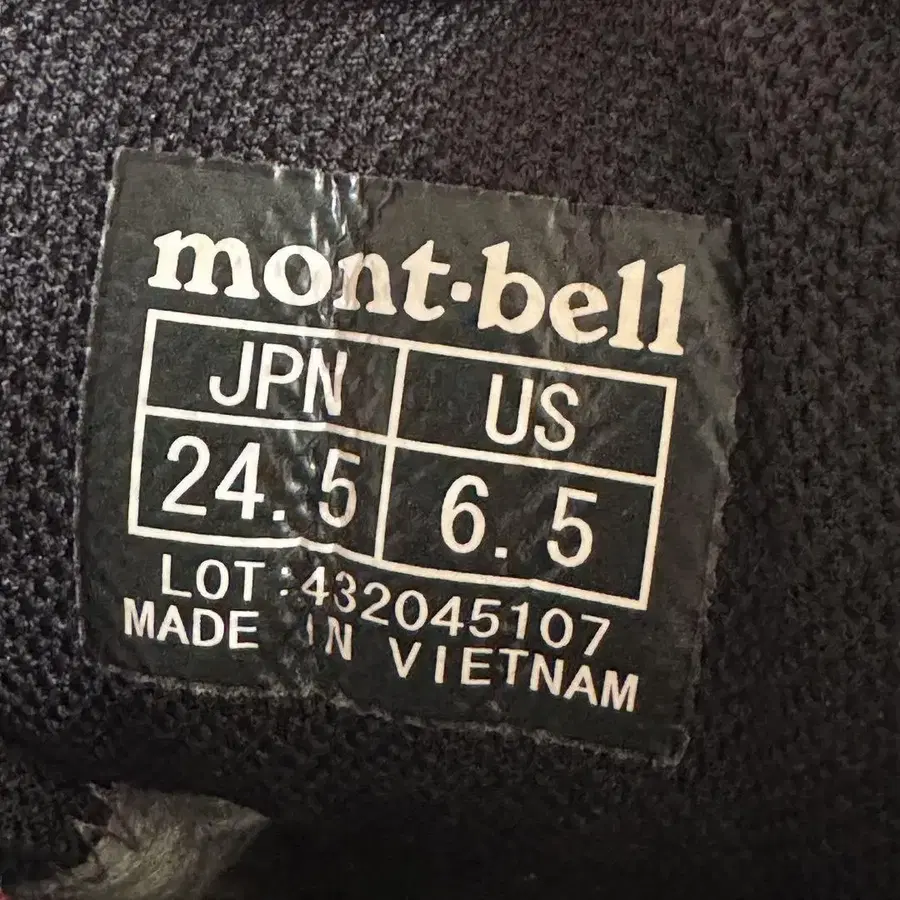 mont·bell
JPN US
24.5 6.5
LOT:432045107
MADE IN VIETNAM